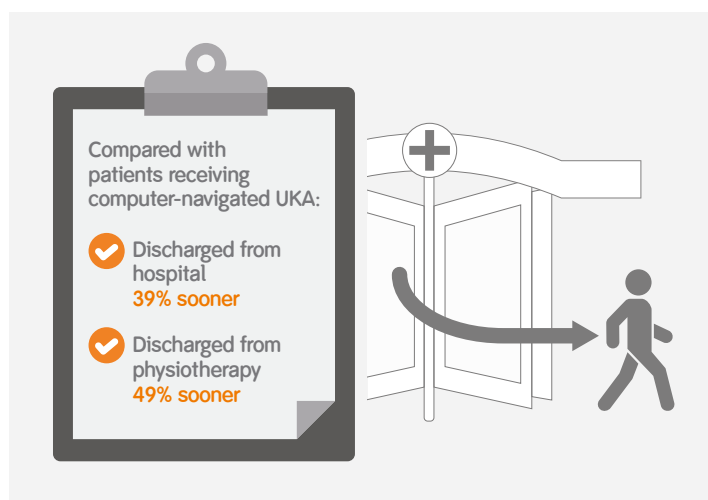 Compared with
patients receiving
computer-navigated UKA:
Discharged from
hospital
39% sooner
Discharged from
physiotherapy
49% sooner